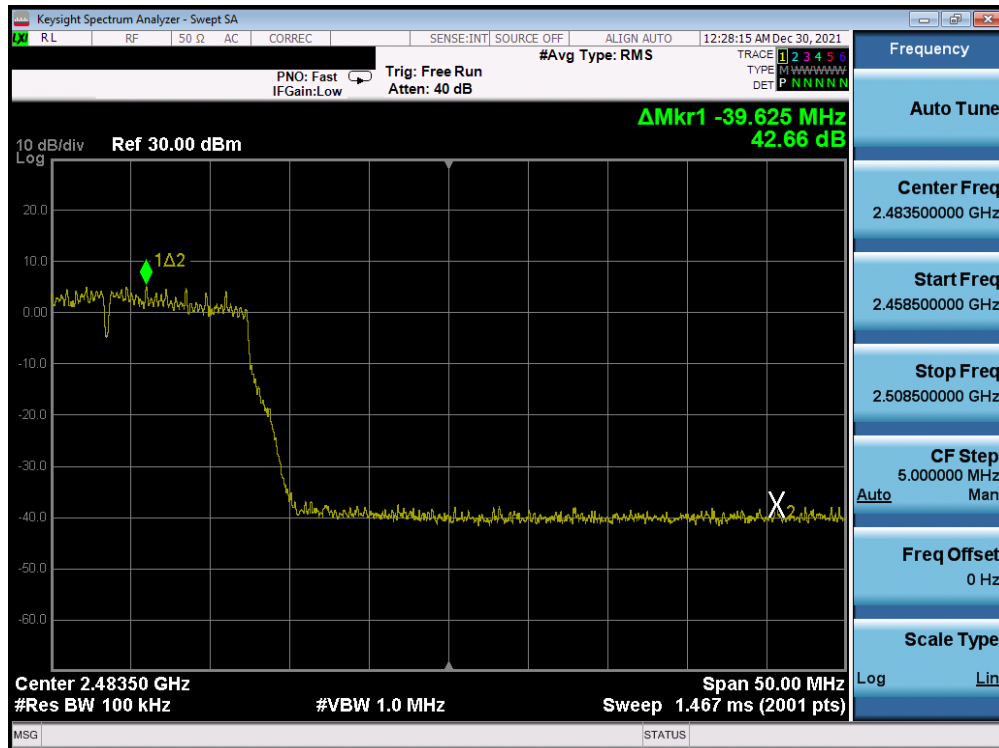 Keysight Spectrum Analyzer - Swept SA
LXI RL RF 50 Ω AC CORREC SENSE:INT SOURCE OFF ALIGN AUTO 12:28:15 AM Dec 30, 2021
#Avg Type: RMS
TRACE 1 2 3 4 5 6
PNO: Fast Trig: Free Run
TYPE M WWWWW
IFGain:Low Atten: 40 dB
DET P N N N N N
ΔMkr1 -39.625 MHz
42.66 dB
10 dB/div Ref 30.00 dBm
Log
20.0
10.0
1Δ2
0.00
-10.0
-20.0
-30.0
-40.0
X2
-50.0
-60.0
Center 2.48350 GHz Span 50.00 MHz
#Res BW 100 kHz #VBW 1.0 MHz Sweep 1.467 ms (2001 pts)
MSG STATUS
Frequency
Auto Tune
Center Freq
2.483500000 GHz
Start Freq
2.458500000 GHz
Stop Freq
2.508500000 GHz
CF Step
5.000000 MHz
Auto Man
Freq Offset
0 Hz
Scale Type
Log Lin